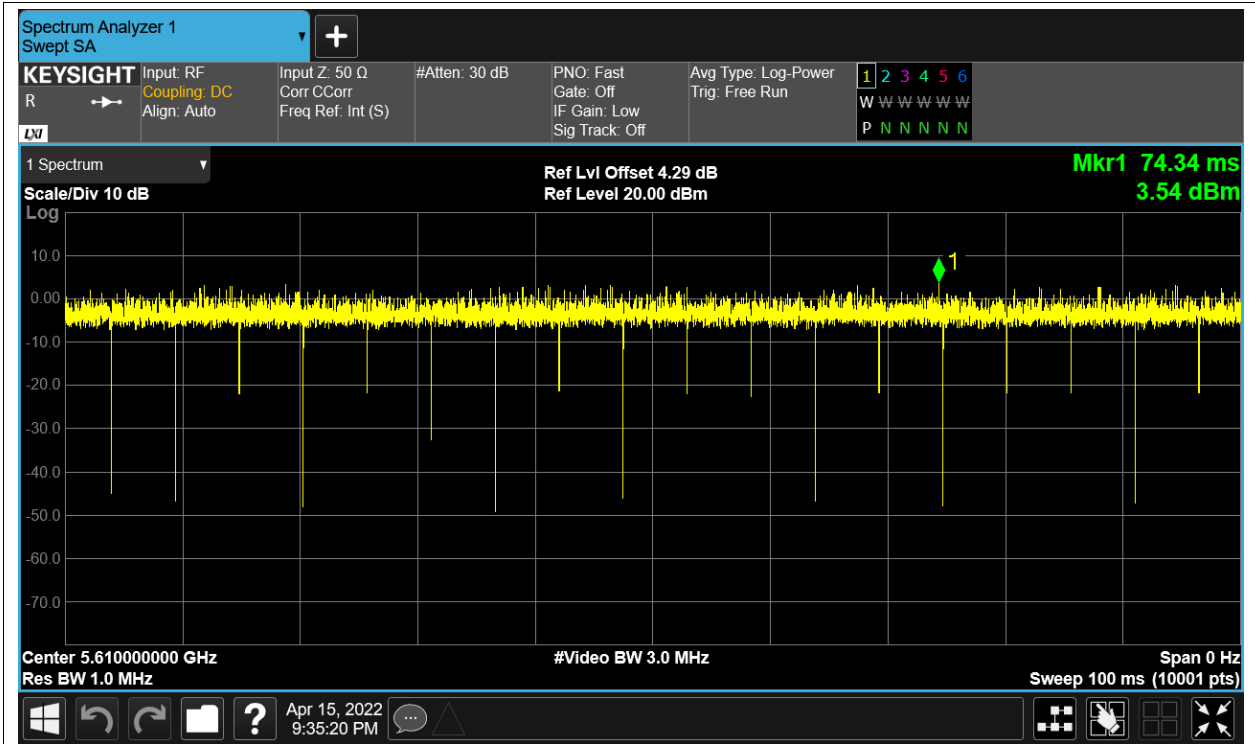 Spectrum Analyzer 1
Swept SA
KEYSIGHT
R
LXI
Input: RF
Coupling: DC
Align: Auto
Input Z: 50 Ω
Corr CCorr
Freq Ref: Int (S)
#Atten: 30 dB
PNO: Fast
Gate: Off
IF Gain: Low
Sig Track: Off
Avg Type: Log-Power
Trig: Free Run
1 2 3 4 5 6
W W W W W W
P N N N N N
1 Spectrum
Scale/Div 10 dB
Log
Ref Lvl Offset 4.29 dB
Ref Level 20.00 dBm
Mkr1 74.34 ms
3.54 dBm
10.0
1
0.00
-10.0
-20.0
-30.0
-40.0
-50.0
-60.0
-70.0
Center 5.610000000 GHz
Res BW 1.0 MHz
#Video BW 3.0 MHz
Span 0 Hz
Sweep 100 ms (10001 pts)
?
Apr 15, 2022
9:35:20 PM